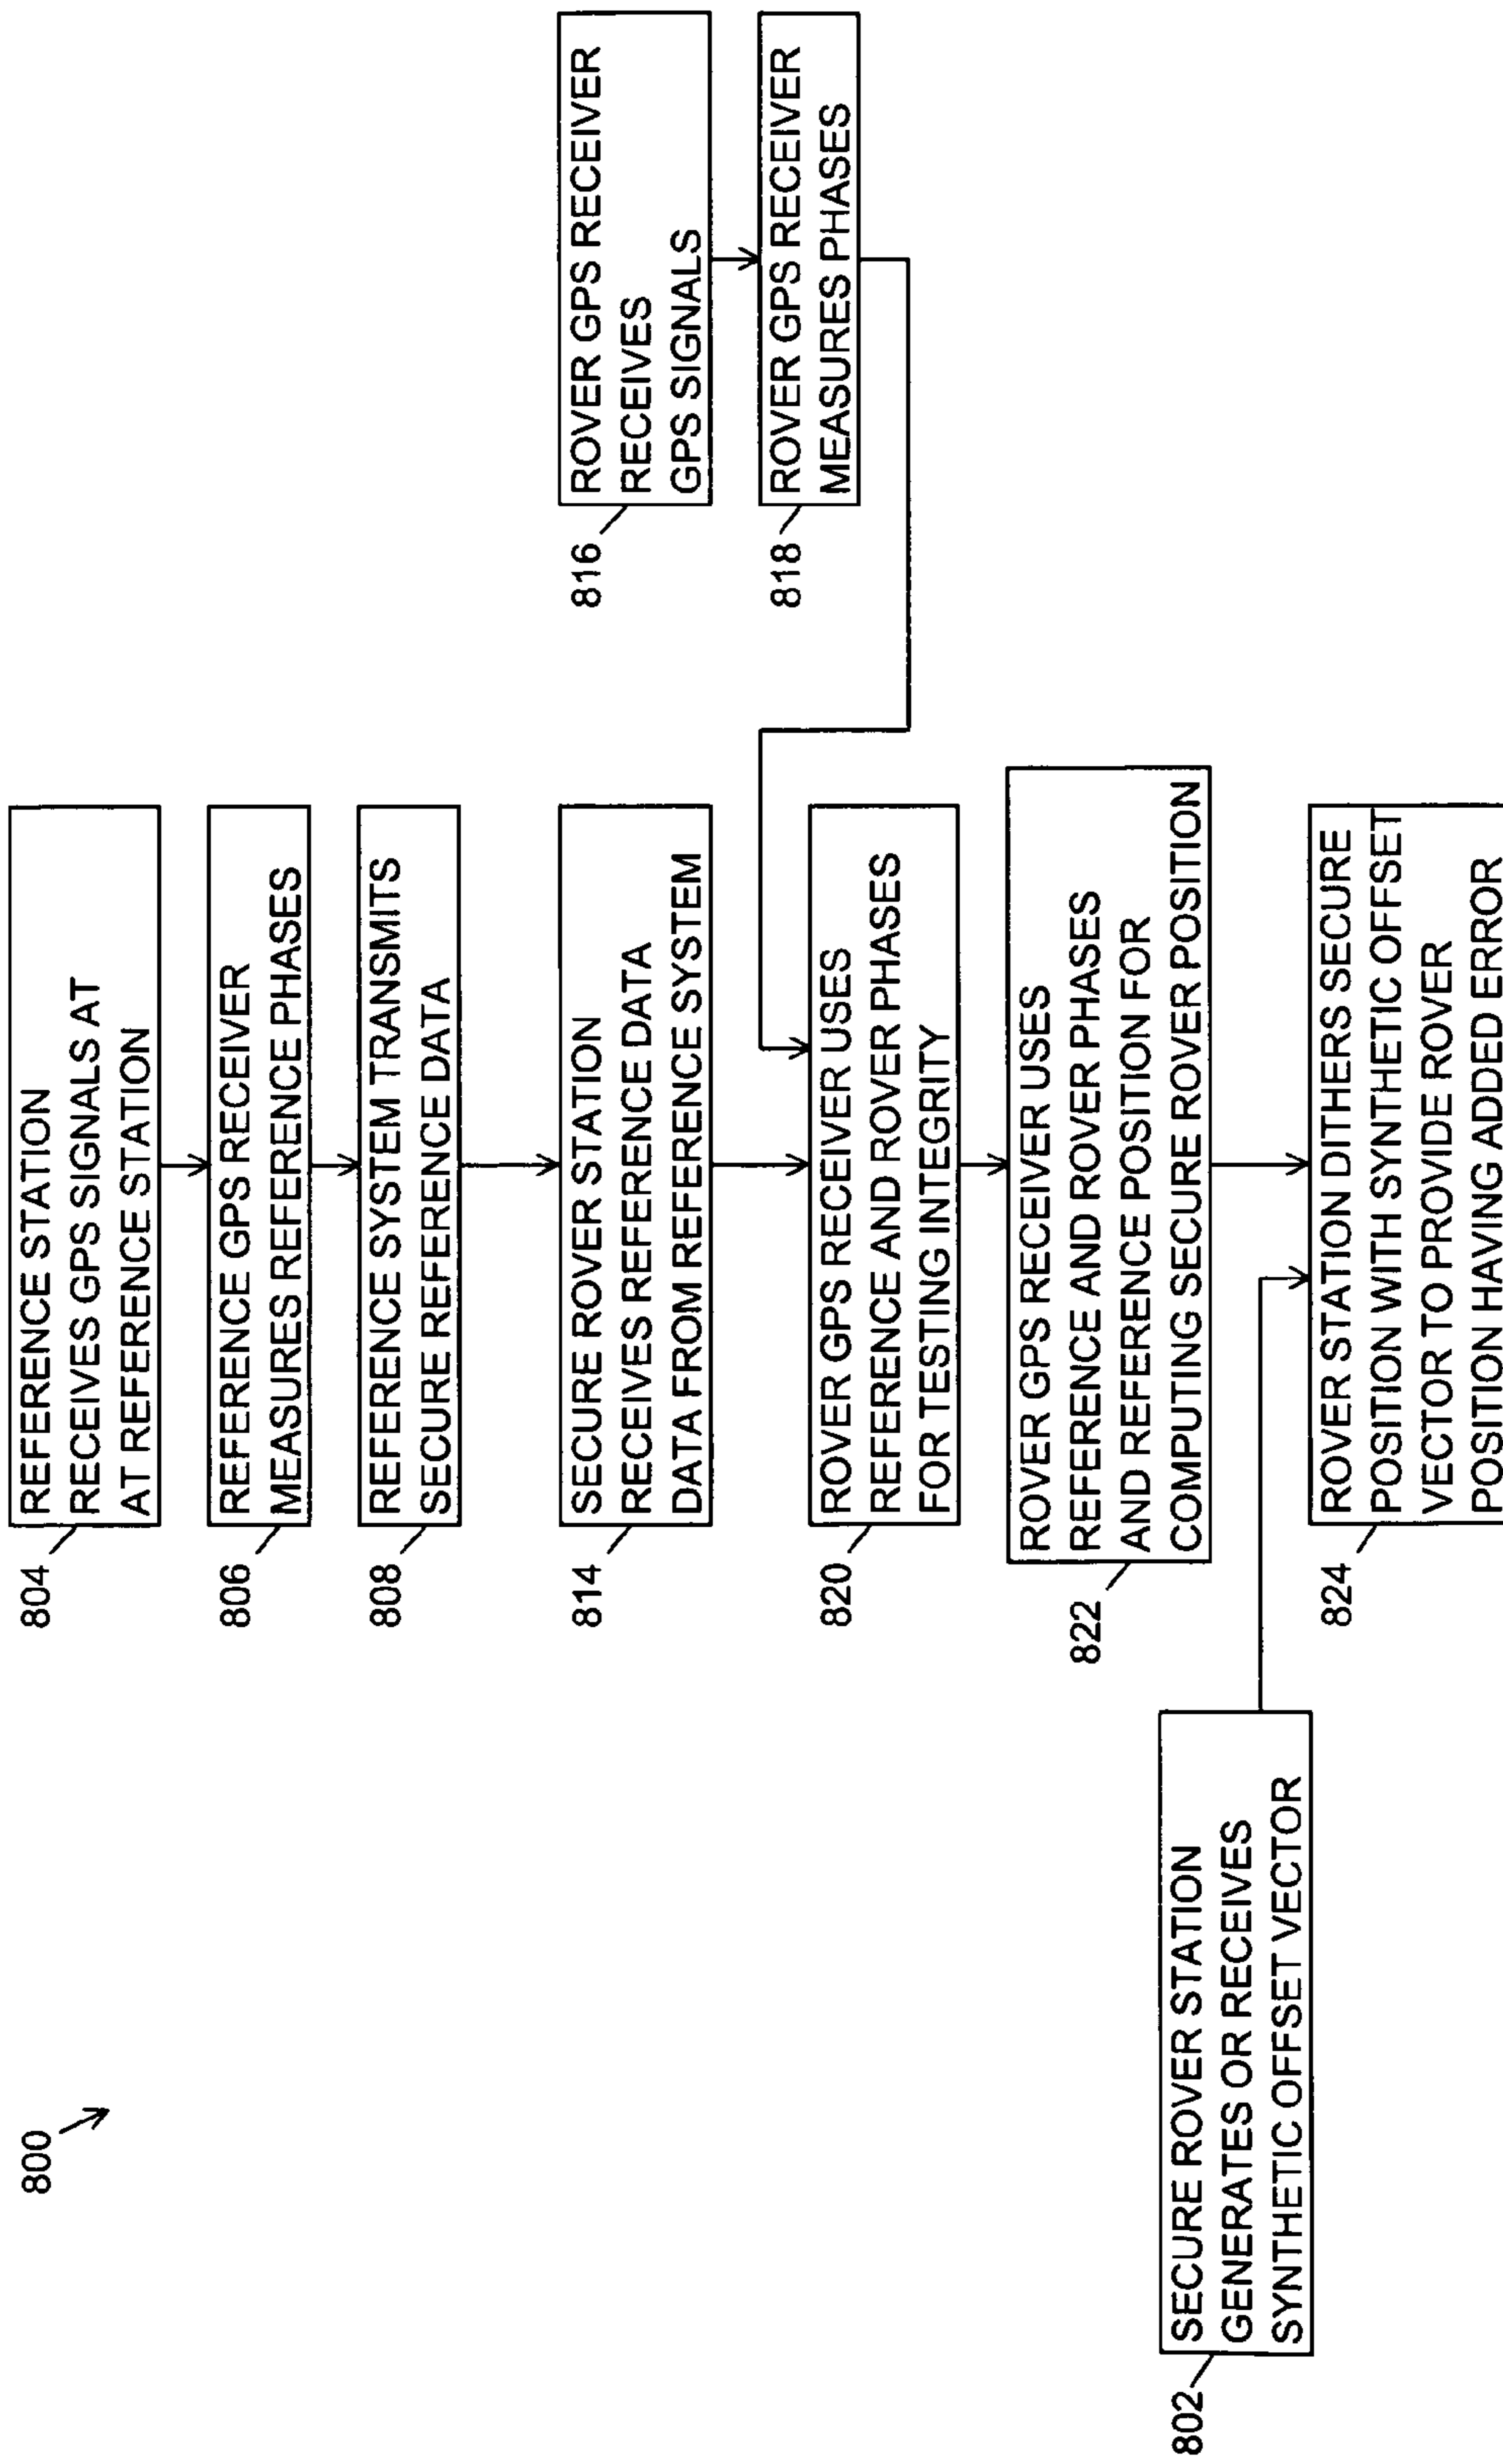 800
804
REFERENCE STATION
RECEIVES GPS SIGNALS AT
AT REFERENCE STATION
806
REFERENCE GPS RECEIVER
MEASURES REFERENCE PHASES
808
REFERENCE SYSTEM TRANSMITS
SECURE REFERENCE DATA
814
SECURE ROVER STATION
RECEIVES REFERENCE DATA
DATA FROM REFERENCE SYSTEM
816
ROVER GPS RECEIVER
RECEIVES
GPS SIGNALS
818
ROVER GPS RECEIVER
MEASURES PHASES
820
ROVER GPS RECEIVER USES
REFERENCE AND ROVER PHASES
FOR TESTING INTEGRITY
822
ROVER GPS RECEIVER USES
REFERENCE AND ROVER PHASES
AND REFERENCE POSITION FOR
COMPUTING SECURE ROVER POSITION
802
SECURE ROVER STATION
GENERATES OR RECEIVES
SYNTHETIC OFFSET VECTOR
824
ROVER STATION DITHERS SECURE
POSITION WITH SYNTHETIC OFFSET
VECTOR TO PROVIDE ROVER
POSITION HAVING ADDED ERROR